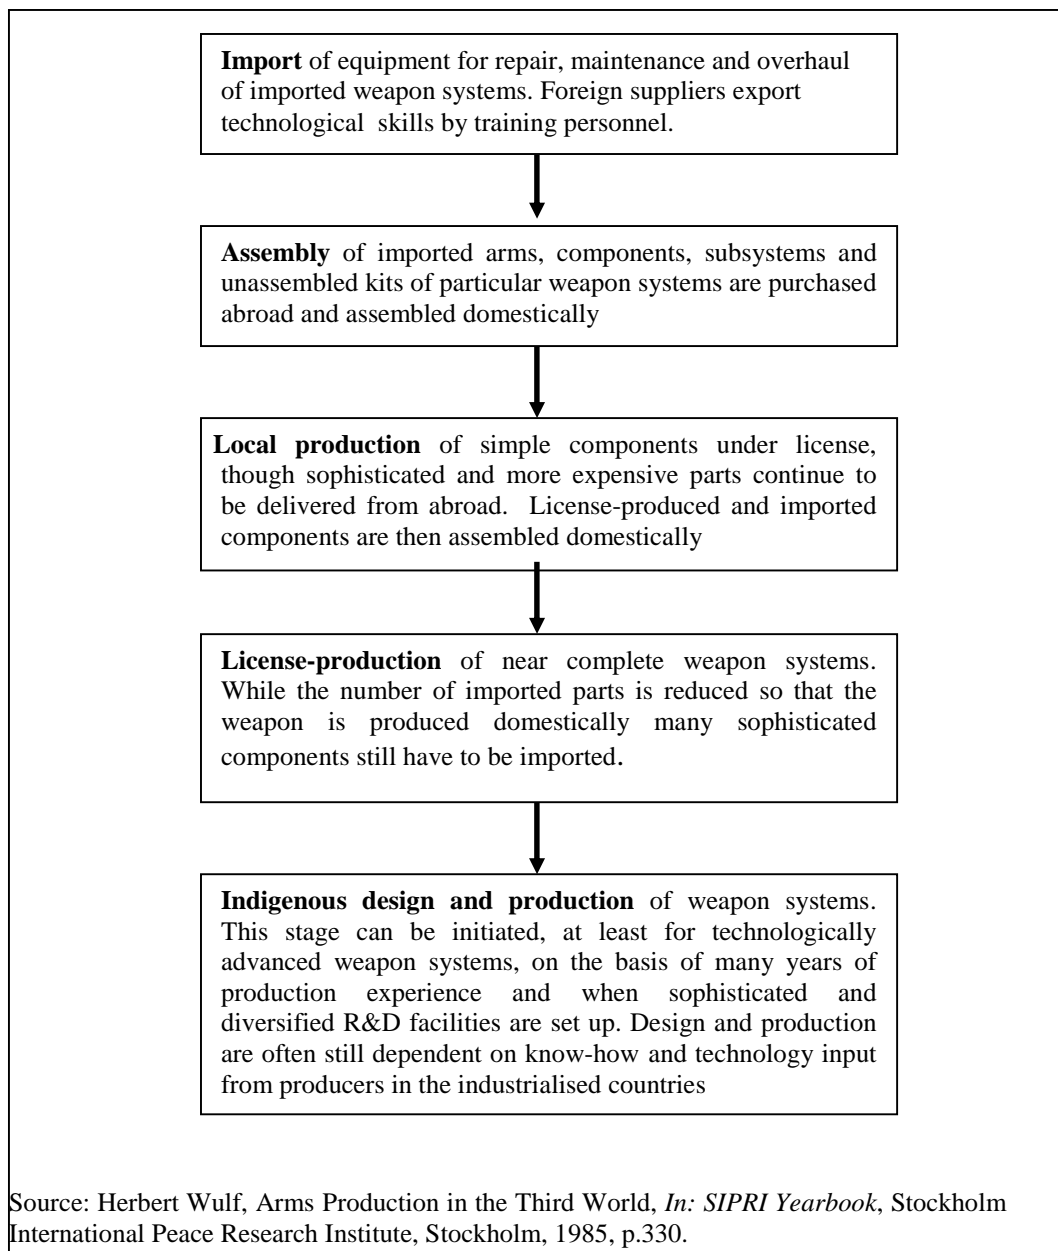 Import of equipment for repair, maintenance and overhaul
of imported weapon systems. Foreign suppliers export
technological skills by training personnel.
Assembly of imported arms, components, subsystems and
unassembled kits of particular weapon systems are purchased
abroad and assembled domestically
Local production of simple components under license,
though sophisticated and more expensive parts continue to
be delivered from abroad. License-produced and imported
components are then assembled domestically
License-production of near complete weapon systems.
While the number of imported parts is reduced so that the
weapon is produced domestically many sophisticated
components still have to be imported.
Indigenous design and production of weapon systems.
This stage can be initiated, at least for technologically
advanced weapon systems, on the basis of many years of
production experience and when sophisticated and
diversified R&D facilities are set up. Design and production
are often still dependent on know-how and technology input
from producers in the industrialised countries
Source: Herbert Wulf, Arms Production in the Third World, In: SIPRI Yearbook, Stockholm
International Peace Research Institute, Stockholm, 1985, p.330.